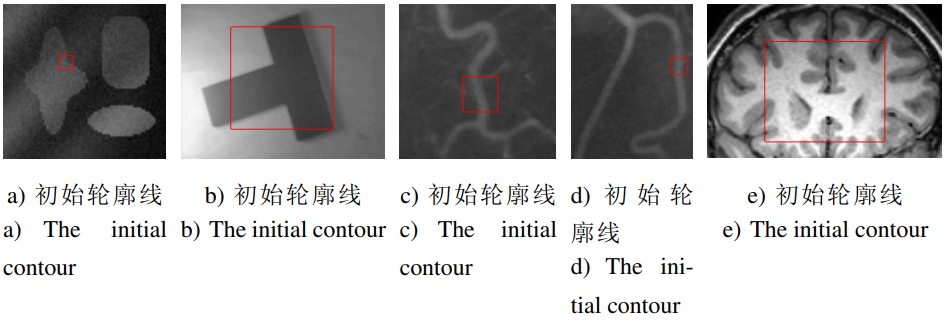 a) 初始轮廓线
a) The initial
contour
b) 初始轮廓线
b) The initial contour
c) 初始轮廓线
c) The initial
contour
d) 初始轮
廓线
d) The ini-
tial contour
e) 初始轮廓线
e) The initial contour